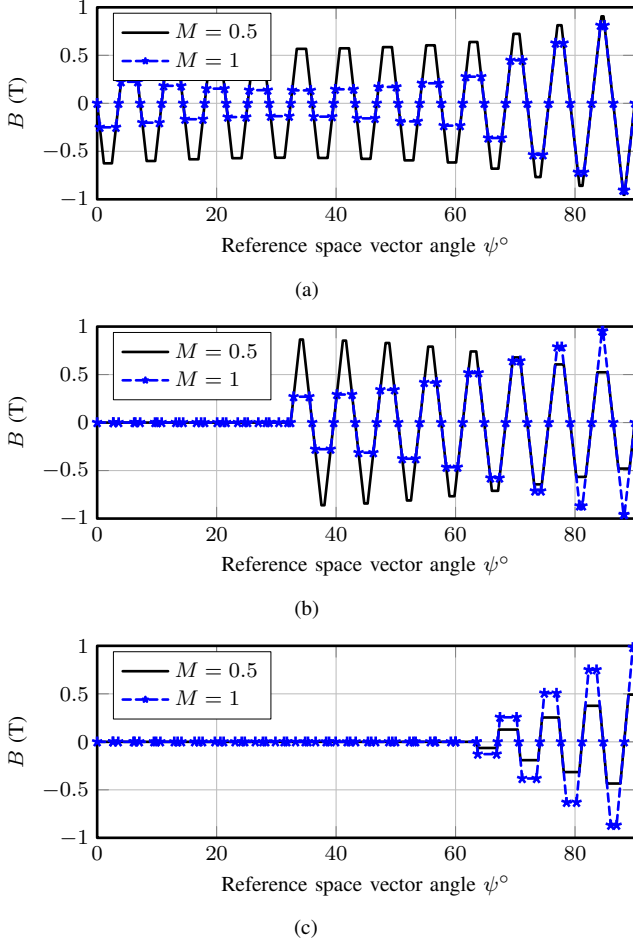 1
0.5
0
−0.5
−1
B (T)
M = 0.5
M = 1
0 20 40 60 80
Reference space vector angle ψ°
(a)
1
0.5
0
−0.5
−1
B (T)
M = 0.5
M = 1
0 20 40 60 80
Reference space vector angle ψ°
(b)
1
0.5
0
−0.5
−1
B (T)
M = 0.5
M = 1
0 20 40 60 80
Reference space vector angle ψ°
(c)